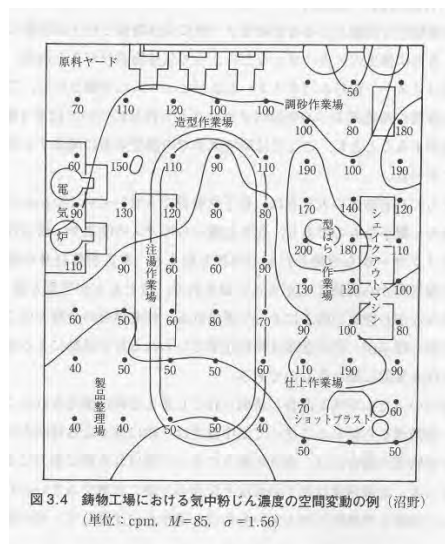 原料ヤード
50
70 110 120 100 100
調砂作業場
造型作業場
100 80 180
60 150 110 90 110 190 190 100
電気炉
90 130 120 80 80 170 140 120
注湯作業場
型ばらし作業場
シェイクアウトマシン
200 180 110
110 90 60 60 130 120 100
60 50 60 80 70 90 100 80
40 50 50 50 60 110 190 90
製品整理場
仕上作業場
70 60
ショットブラスト
40 40 50 50 40 50 50
図3.4 鋳物工場における気中粉じん濃度の空間変動の例(沼野)
(単位:cpm, M=85, σ=1.56)